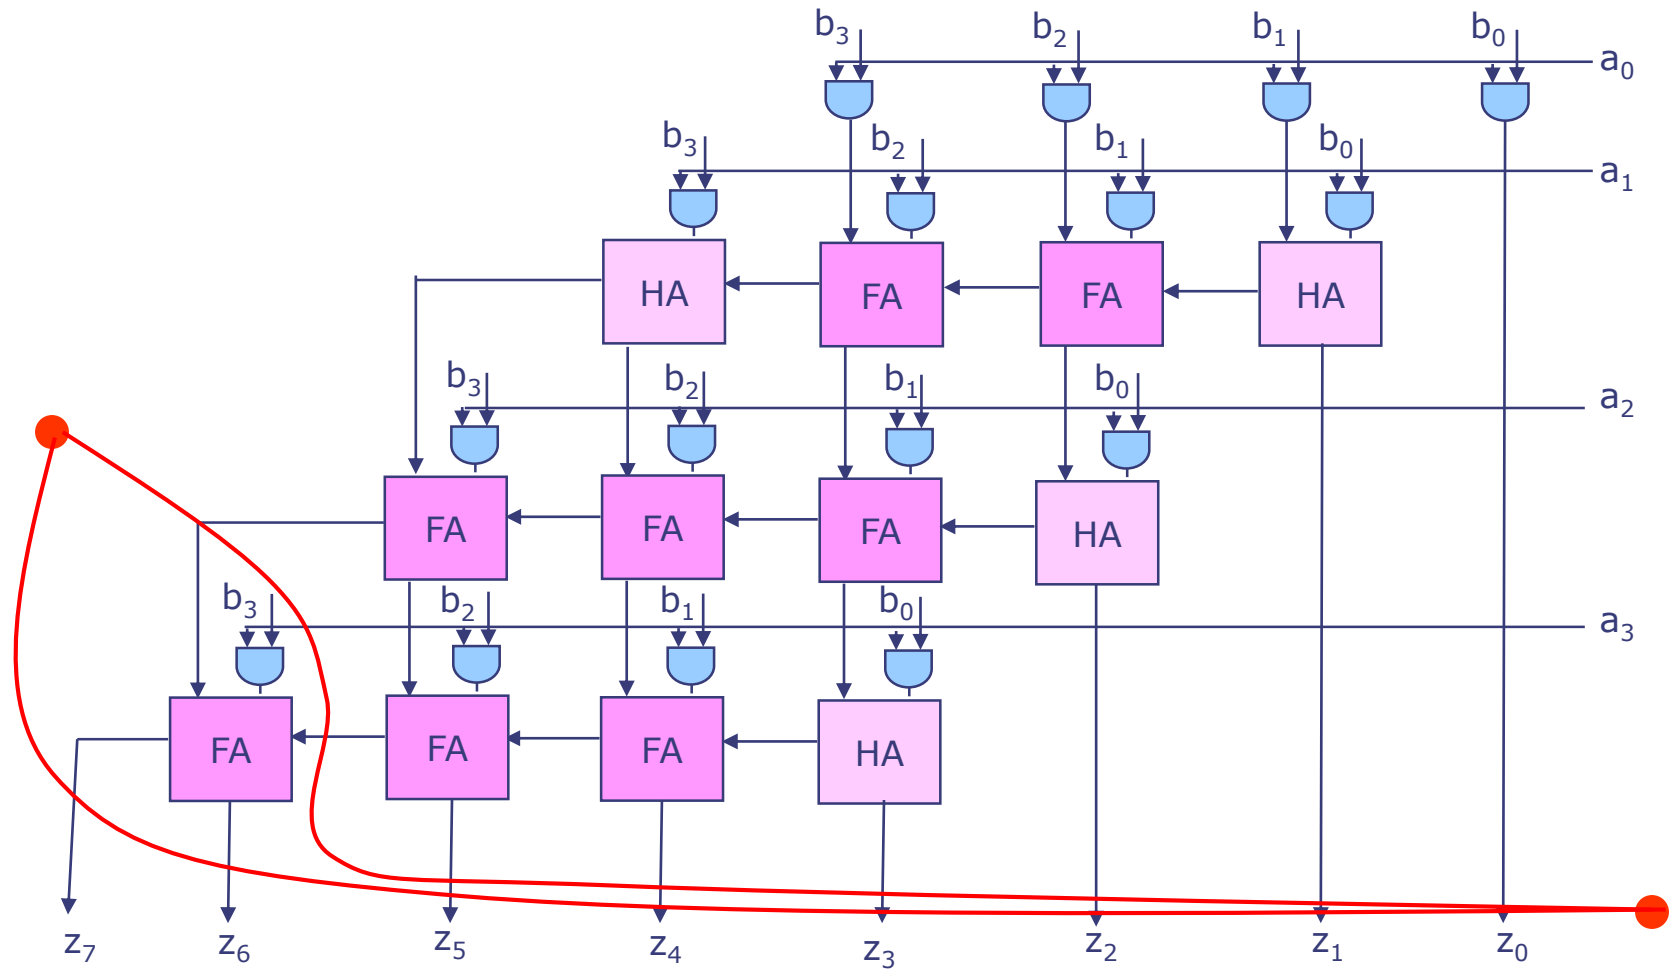 b₃ b₂ b₁ b₀
a₀
b₃ b₂ b₁ b₀
a₁
HA FA FA HA
b₃ b₂ b₁ b₀
a₂
FA FA FA HA
b₃ b₂ b₁ b₀
a₃
FA FA FA HA
z₇ z₆ z₅ z₄ z₃ z₂ z₁ z₀